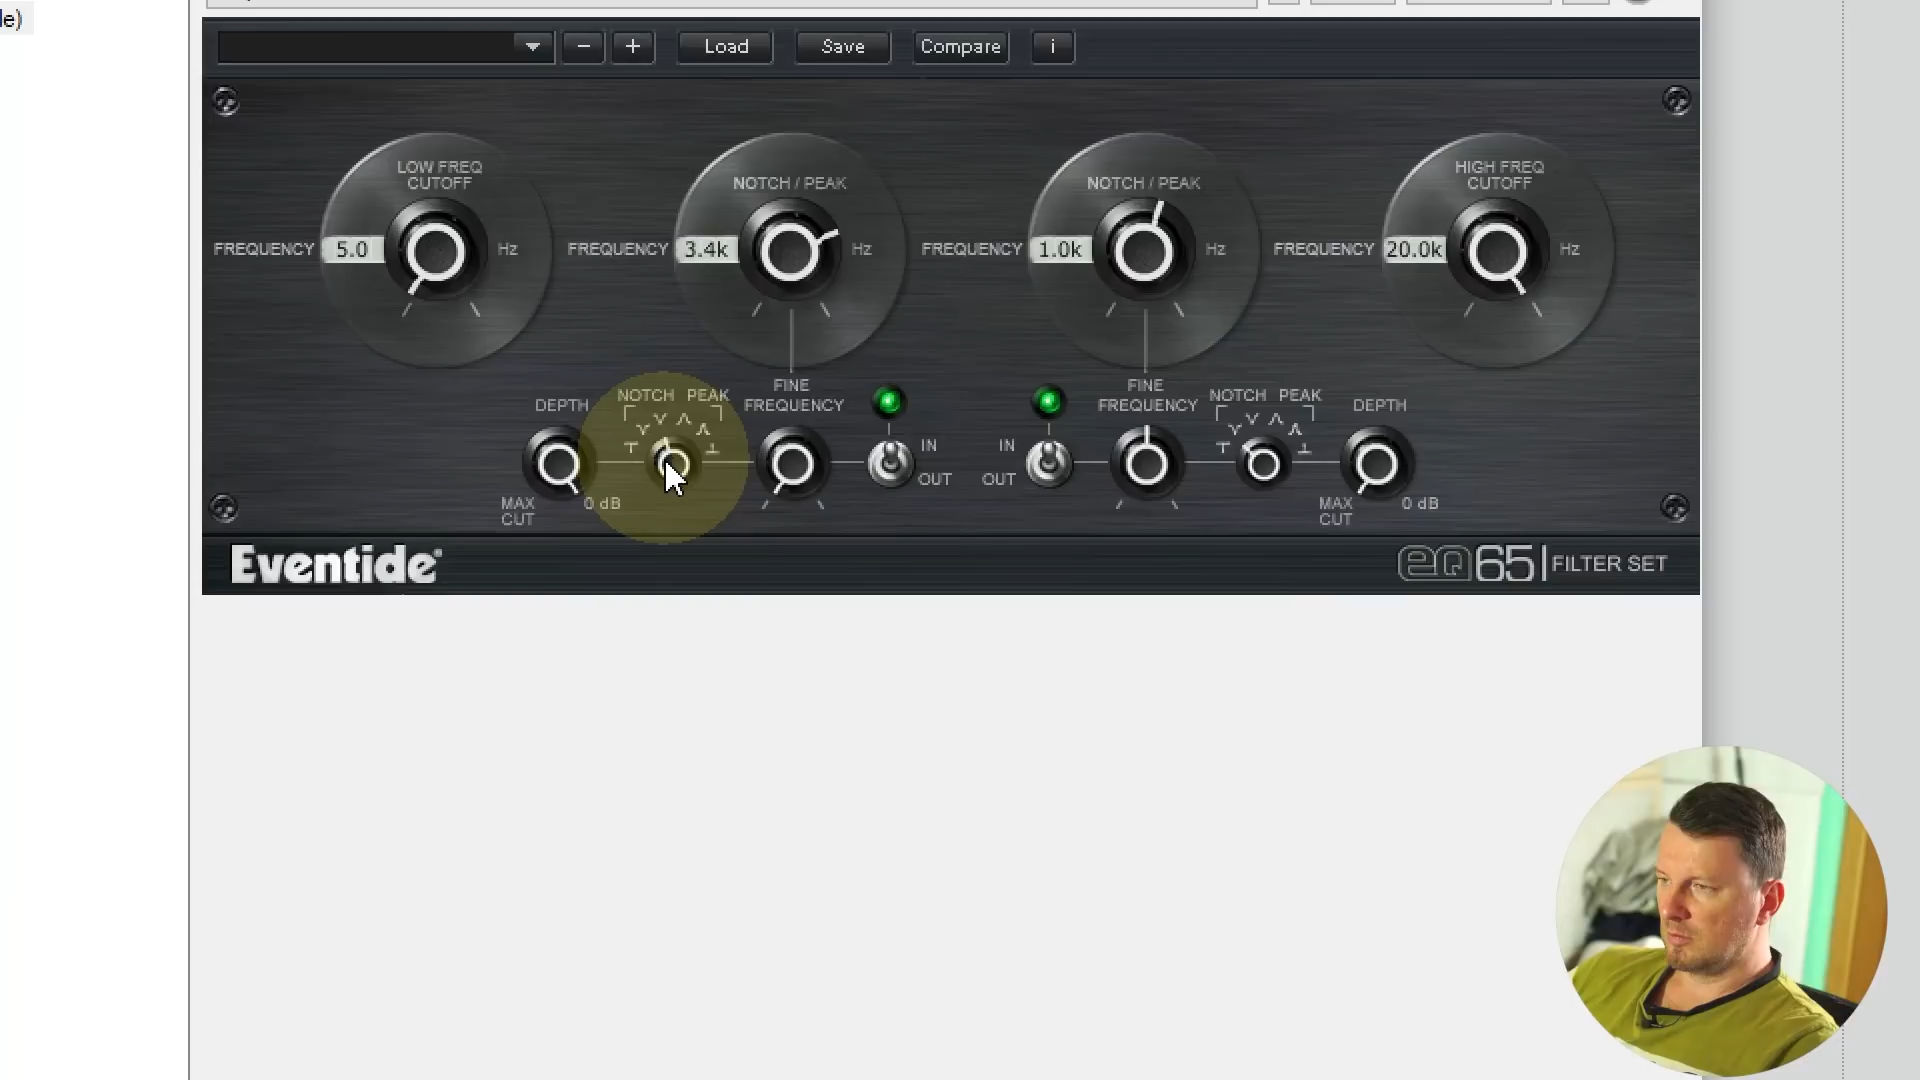 le)
− + Load Save Compare i
LOW FREQ
CUTOFF
NOTCH / PEAK
NOTCH / PEAK
HIGH FREQ
CUTOFF
FREQUENCY 5.0 Hz
FREQUENCY 3.4k Hz
FREQUENCY 1.0k Hz
FREQUENCY 20.0k Hz
DEPTH
NOTCH PEAK
FINE
FREQUENCY
FINE
FREQUENCY
NOTCH PEAK
DEPTH
IN
OUT
IN
OUT
MAX
CUT
0 dB
MAX
CUT
0 dB
Eventide®
eq65 FILTER SET